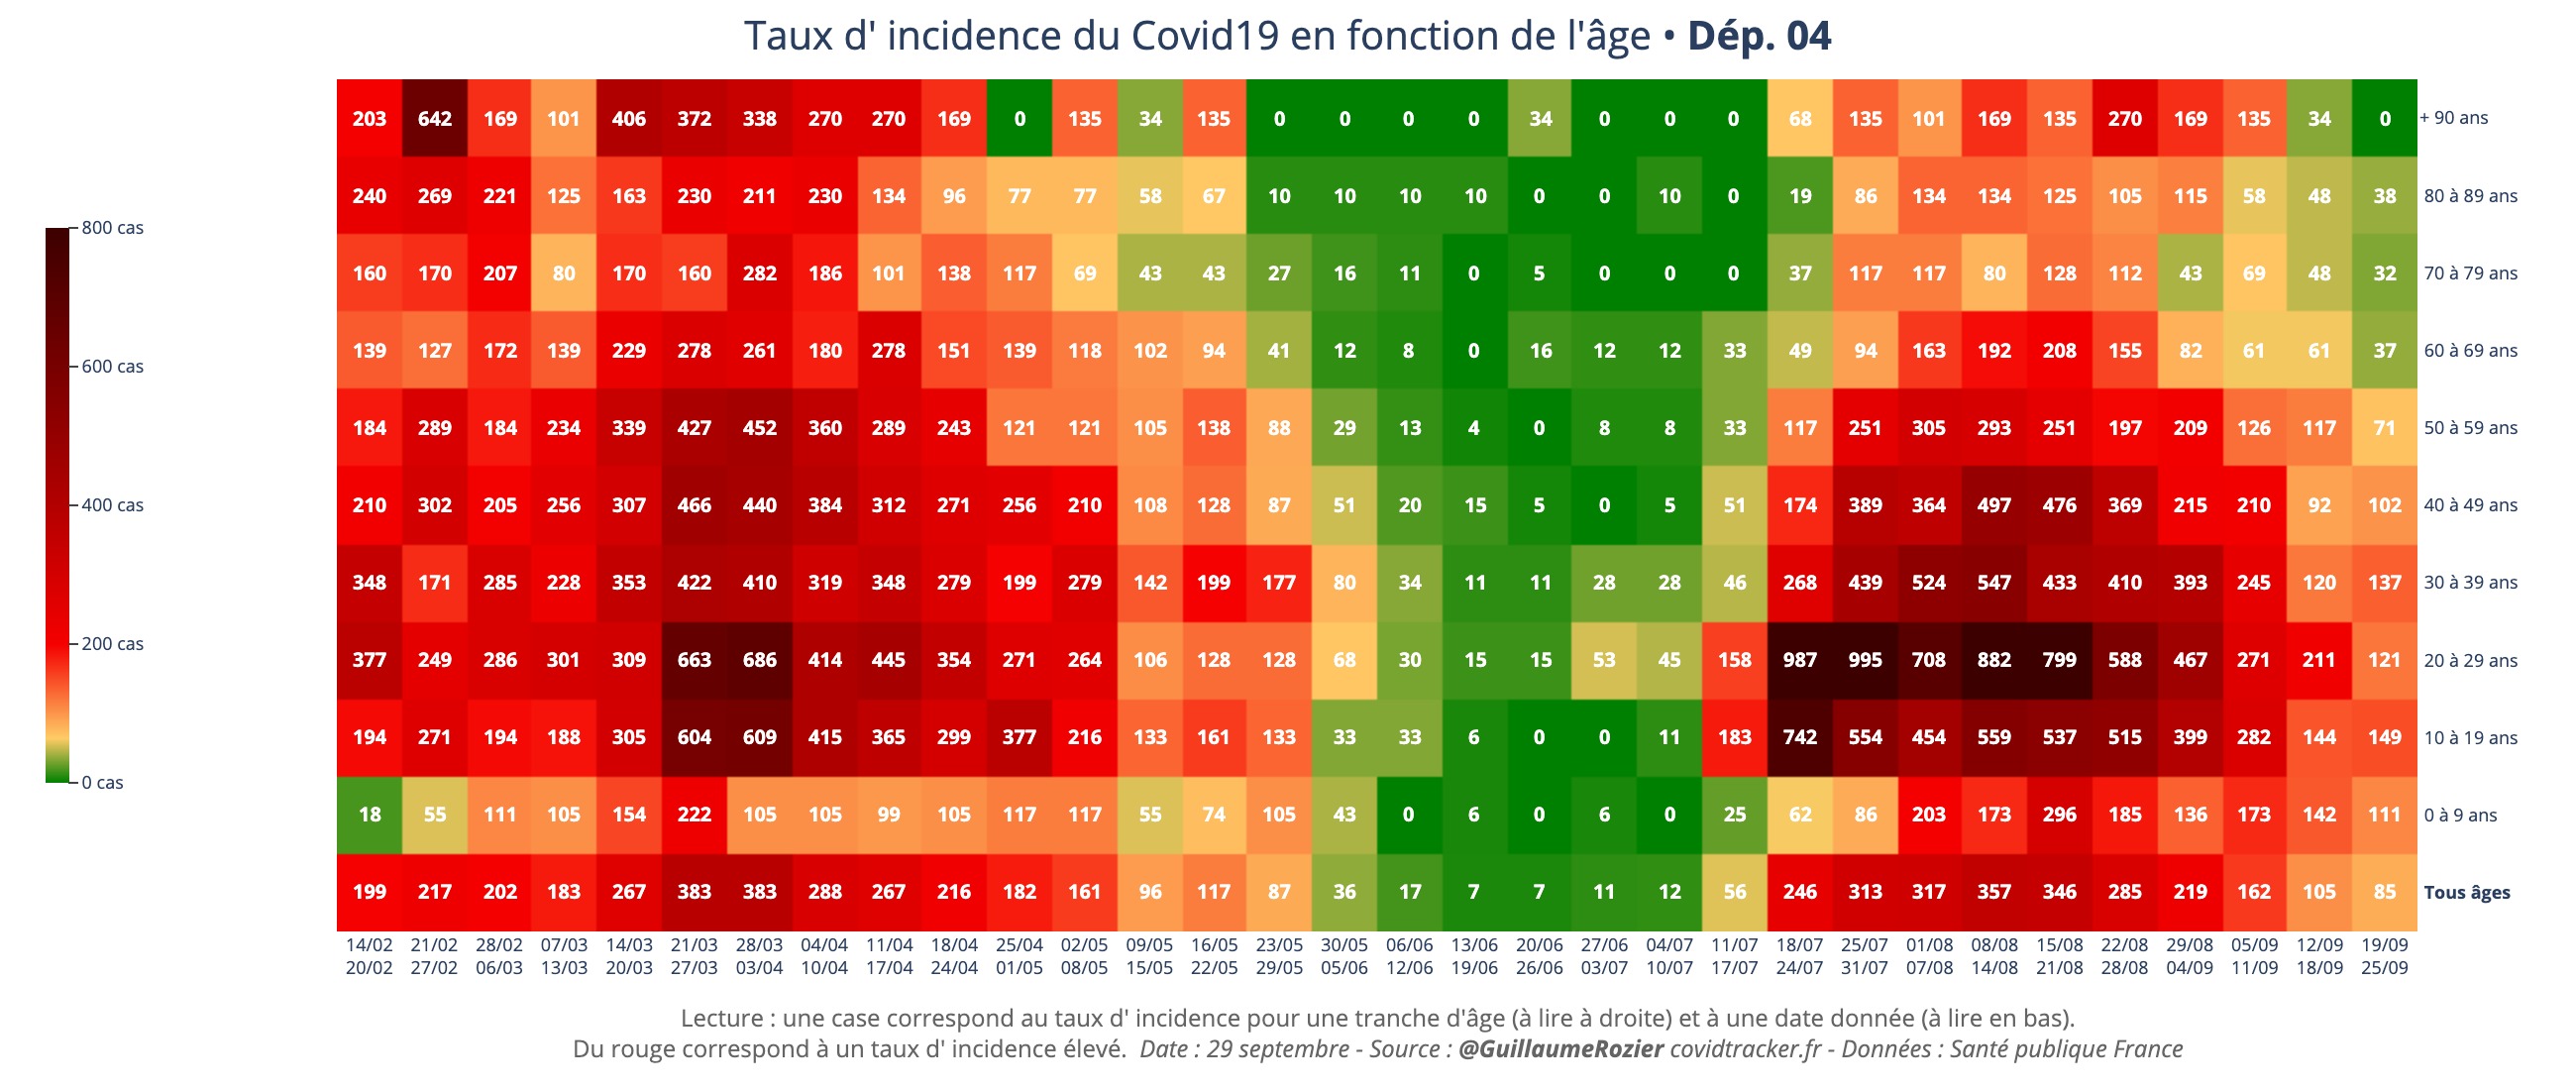 Taux d' incidence du Covid19 en fonction de l'âge • Dép. 04
203 642 169 101 406 372 338 270 270 169 0 135 34 135 0 0 0 0 34 0 0 0 68 135 101 169 135 270 169 135 34 0 + 90 ans
240 269 221 125 163 230 211 230 134 96 77 77 58 67 10 10 10 10 0 0 10 0 19 86 134 134 125 105 115 58 48 38 80 à 89 ans
800 cas
160 170 207 80 170 160 282 186 101 138 117 69 43 43 27 16 11 0 5 0 0 0 37 117 117 80 128 112 43 69 48 32 70 à 79 ans
139 127 172 139 229 278 261 180 278 151 139 118 102 94 41 12 8 0 16 12 12 33 49 94 163 192 208 155 82 61 61 37 60 à 69 ans
600 cas
184 289 184 234 339 427 452 360 289 243 121 121 105 138 88 29 13 4 0 8 8 33 117 251 305 293 251 197 209 126 117 71 50 à 59 ans
400 cas
210 302 205 256 307 466 440 384 312 271 256 210 108 128 87 51 20 15 5 0 5 51 174 389 364 497 476 369 215 210 92 102 40 à 49 ans
348 171 285 228 353 422 410 319 348 279 199 279 142 199 177 80 34 11 11 28 28 46 268 439 524 547 433 410 393 245 120 137 30 à 39 ans
200 cas
377 249 286 301 309 663 686 414 445 354 271 264 106 128 128 68 30 15 15 53 45 158 987 995 708 882 799 588 467 271 211 121 20 à 29 ans
194 271 194 188 305 604 609 415 365 299 377 216 133 161 133 33 33 6 0 0 11 183 742 554 454 559 537 515 399 282 144 149 10 à 19 ans
0 cas
18 55 111 105 154 222 105 105 99 105 117 117 55 74 105 43 0 6 0 6 0 25 62 86 203 173 296 185 136 173 142 111 0 à 9 ans
199 217 202 183 267 383 383 288 267 216 182 161 96 117 87 36 17 7 7 11 12 56 246 313 317 357 346 285 219 162 105 85 Tous âges
14/02 21/02 28/02 07/03 14/03 21/03 28/03 04/04 11/04 18/04 25/04 02/05 09/05 16/05 23/05 30/05 06/06 13/06 20/06 27/06 04/07 11/07 18/07 25/07 01/08 08/08 15/08 22/08 29/08 05/09 12/09 19/09
20/02 27/02 06/03 13/03 20/03 27/03 03/04 10/04 17/04 24/04 01/05 08/05 15/05 22/05 29/05 05/06 12/06 19/06 26/06 03/07 10/07 17/07 24/07 31/07 07/08 14/08 21/08 28/08 04/09 11/09 18/09 25/09
Lecture : une case correspond au taux d' incidence pour une tranche d'âge (à lire à droite) et à une date donnée (à lire en bas).
Du rouge correspond à un taux d' incidence élevé. Date : 29 septembre - Source : @GuillaumeRozier covidtracker.fr - Données : Santé publique France